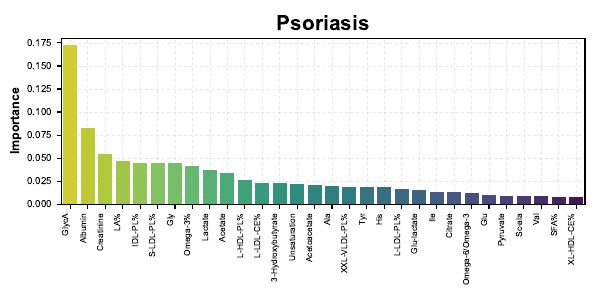 Psoriasis
Importance
0.175
0.150
0.125
0.100
0.075
0.050
0.025
0.000
GlycA
Albumin
Creatinine
LA%
IDL-PL%
S-LDL-PL%
Gly
Omega-3%
Lactate
Acetate
L-HDL-PL%
L-LDL-CE%
3-Hydroxybutyrate
Unsaturation
Acetoacetate
Ala
XXL-VLDL-PL%
Tyr
His
L-LDL-PL%
Glu-lactate
Ile
Citrate
Omega-6/Omega-3
Glu
Pyruvate
Val
SFA%
XL-HDL-CE%